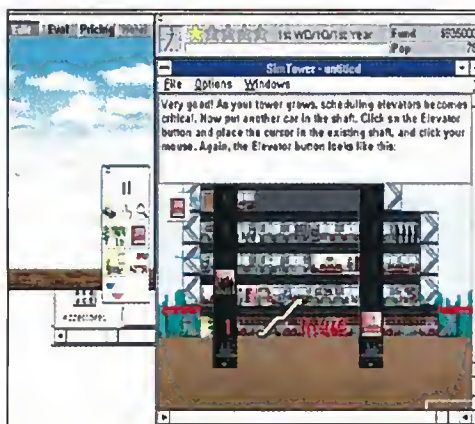 Eval Pricing Hotel
1st WD/1Q/1st Year
Fund
Pop
SimTower - untitled
File Options Windows
Very good! As your tower grows, scheduling elevators becomes
critical. Now put another car in the shaft. Click on the Elevator
button and place the cursor in the existing shaft, and click your
mouse. Again, the Elevator button looks like this:
1